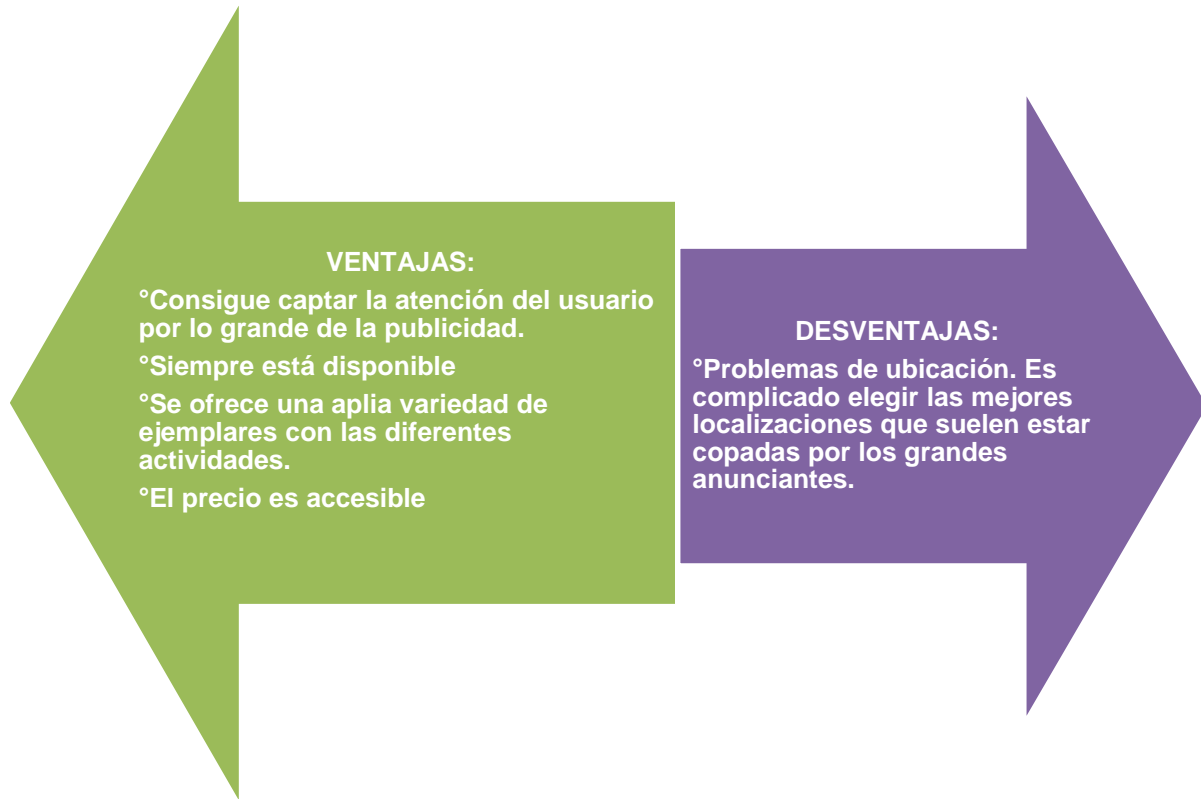 VENTAJAS:
°Consigue captar la atención del usuario
por lo grande de la publicidad.
°Siempre está disponible
°Se ofrece una aplia variedad de
ejemplares con las diferentes
actividades.
°El precio es accesible
DESVENTAJAS:
°Problemas de ubicación. Es
complicado elegir las mejores
localizaciones que suelen estar
copadas por los grandes
anunciantes.